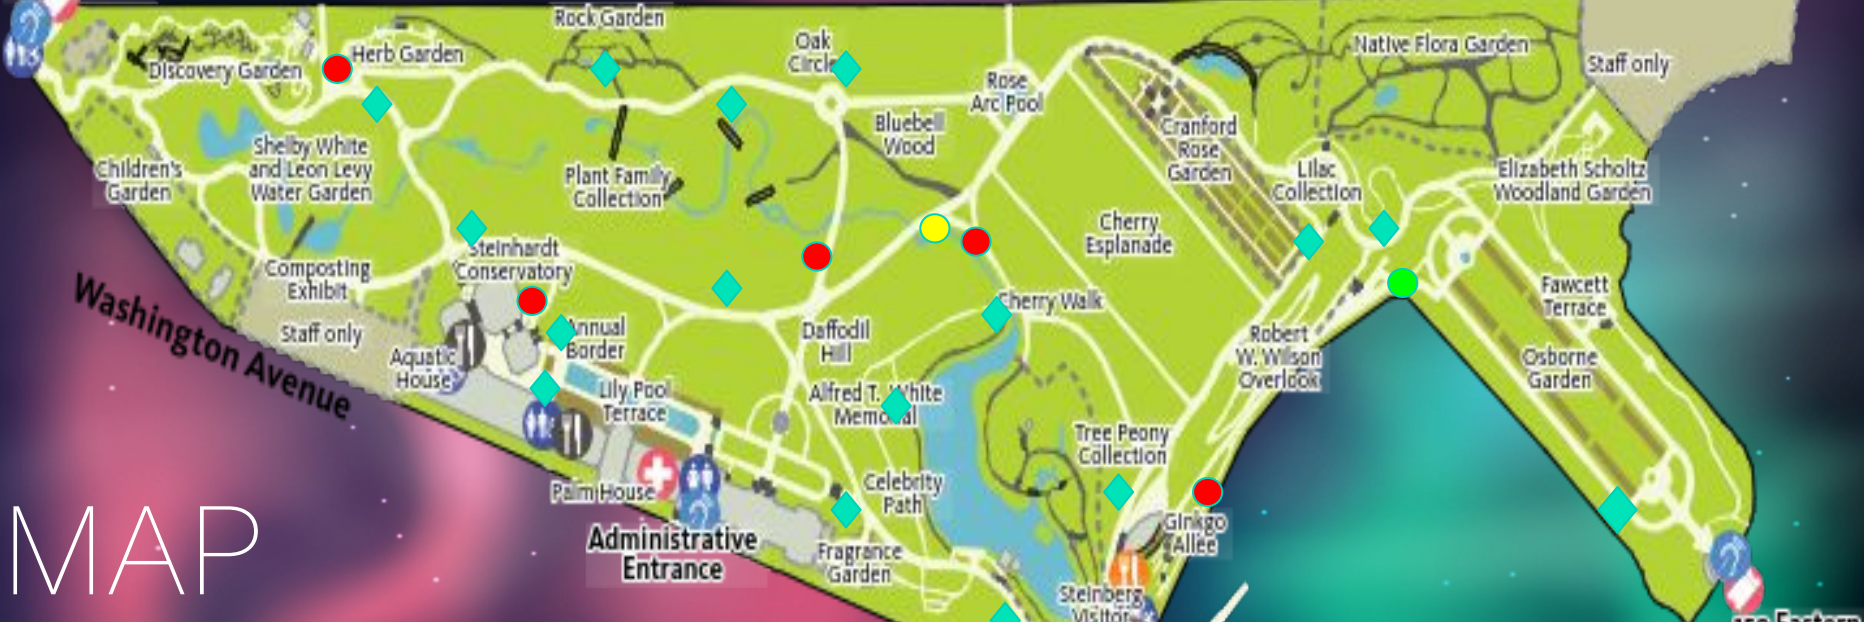 Rock Garden
Discovery Garden
Herb Garden
Oak
Circle
Native Flora Garden
Staff only
Rose
Arc Pool
Bluebell
Wood
Cranford
Rose
Garden
Children's
Garden
Shelby White
and Leon Levy
Water Garden
Plant Family
Collection
Lilac
Collection
Elizabeth Scholtz
Woodland Garden
Cherry
Esplanade
Steinhardt
Conservatory
Composting
Exhibit
Staff only
Washington Avenue
Aquatic
House
Annual
Border
Cherry Walk
Daffodil
Hill
Robert
W. Wilson
Overlook
Fawcett
Terrace
Osborne
Garden
Lily Pool
Terrace
Alfred T. White
Memorial
Tree Peony
Collection
Palm House
Celebrity
Path
Ginkgo
Allée
Administrative
Entrance
Fragrance
Garden
Steinberg
Visitor
MAP